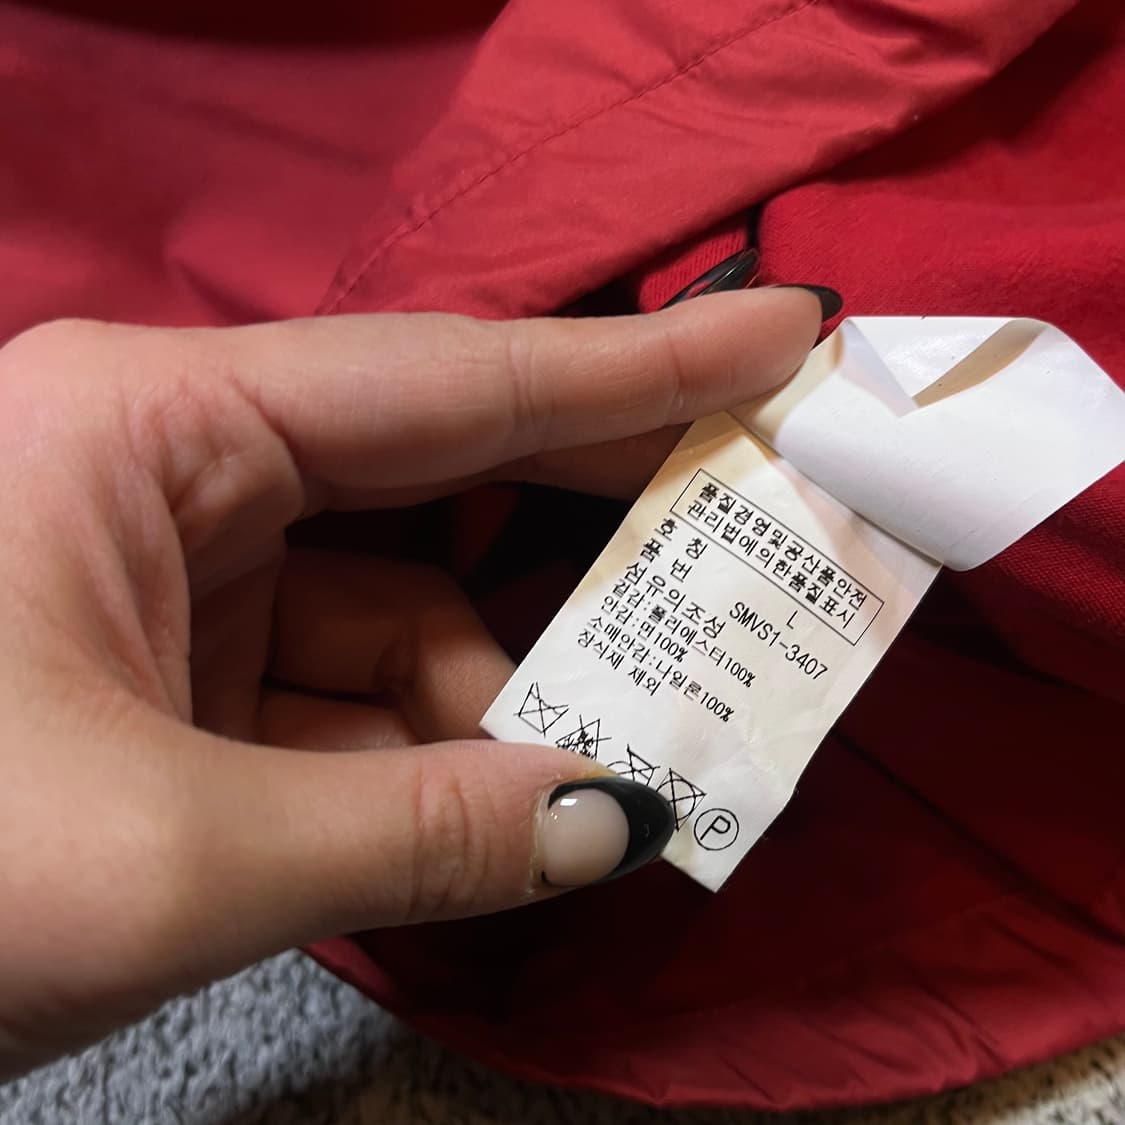 품질경영및공산품안전
관리법에의한품질표시
호 칭 L
품 번 SMVS1-3407
섬유의조성
겉감:폴리에스터100%
안감:면100%
소매안감:나일론100%
장식재 제외
P